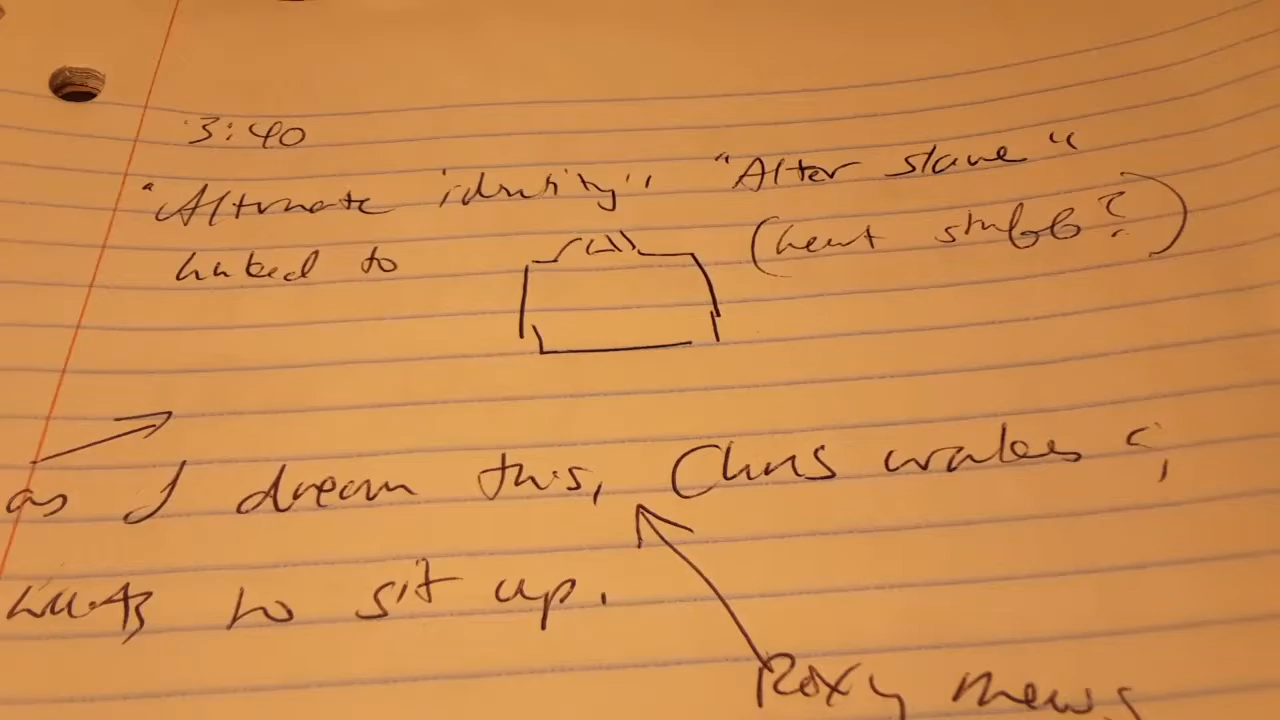 3:40
"Alternate identity" "Alter slave"
linked to (heart stuff?)
as I dream this, Chris wakes &
wants to sit up.
Roxy mews